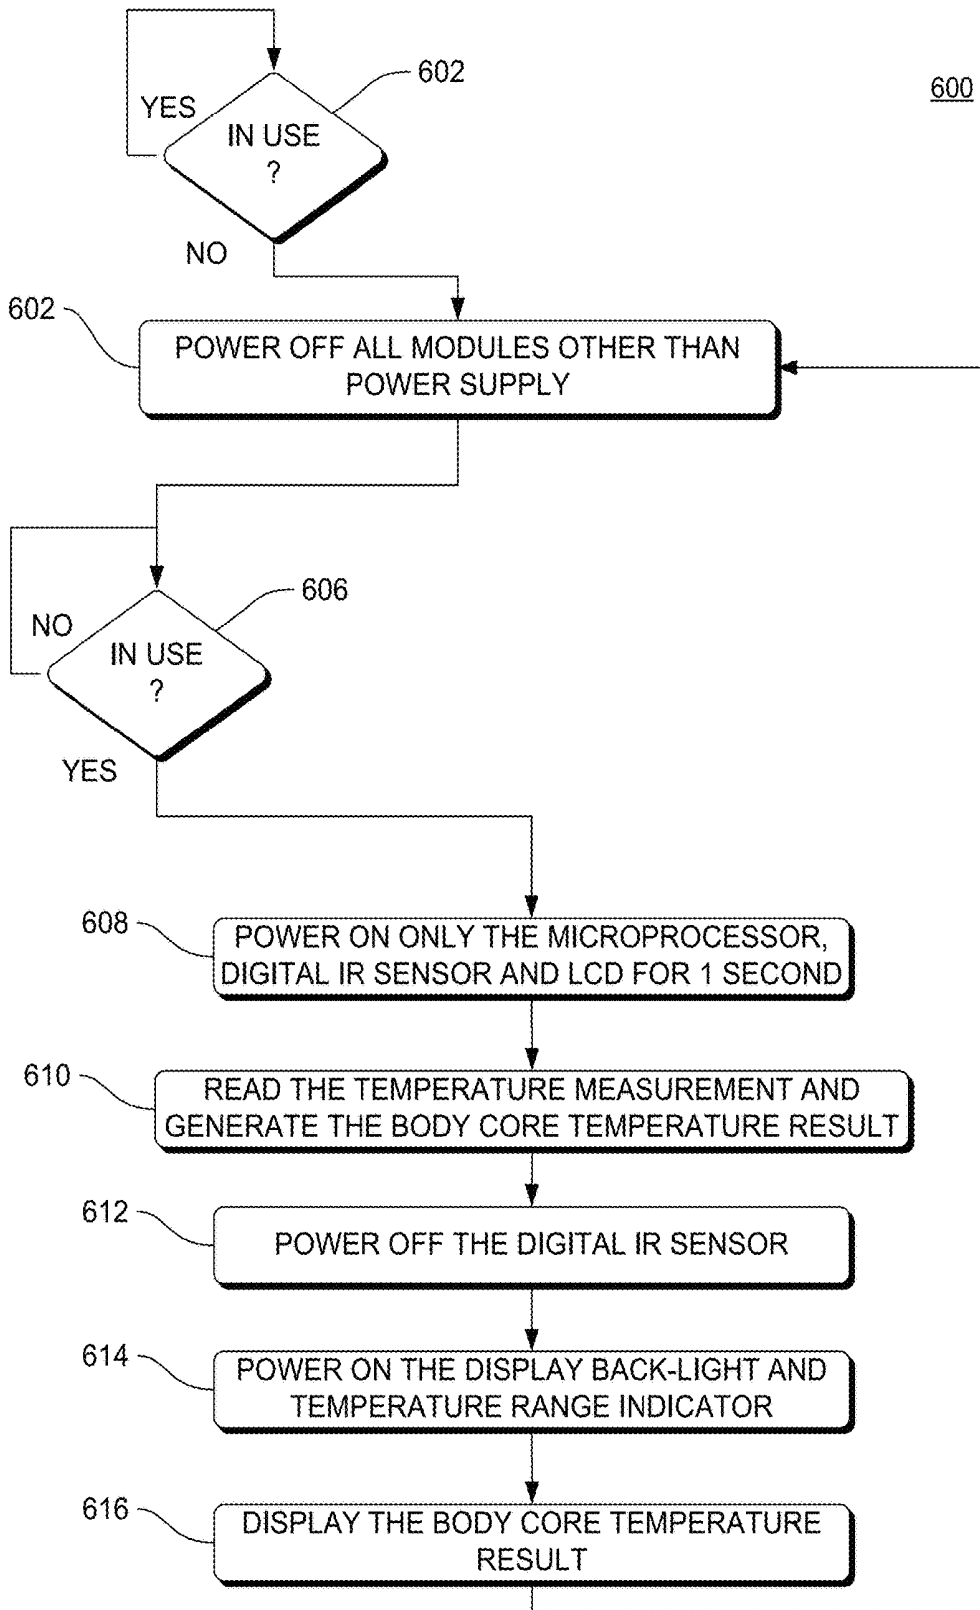 602
600
YES
IN USE
?
NO
602
POWER OFF ALL MODULES OTHER THAN
POWER SUPPLY
606
NO
IN USE
?
YES
608
POWER ON ONLY THE MICROPROCESSOR,
DIGITAL IR SENSOR AND LCD FOR 1 SECOND
610
READ THE TEMPERATURE MEASUREMENT AND
GENERATE THE BODY CORE TEMPERATURE RESULT
612
POWER OFF THE DIGITAL IR SENSOR
614
POWER ON THE DISPLAY BACK-LIGHT AND
TEMPERATURE RANGE INDICATOR
616
DISPLAY THE BODY CORE TEMPERATURE
RESULT